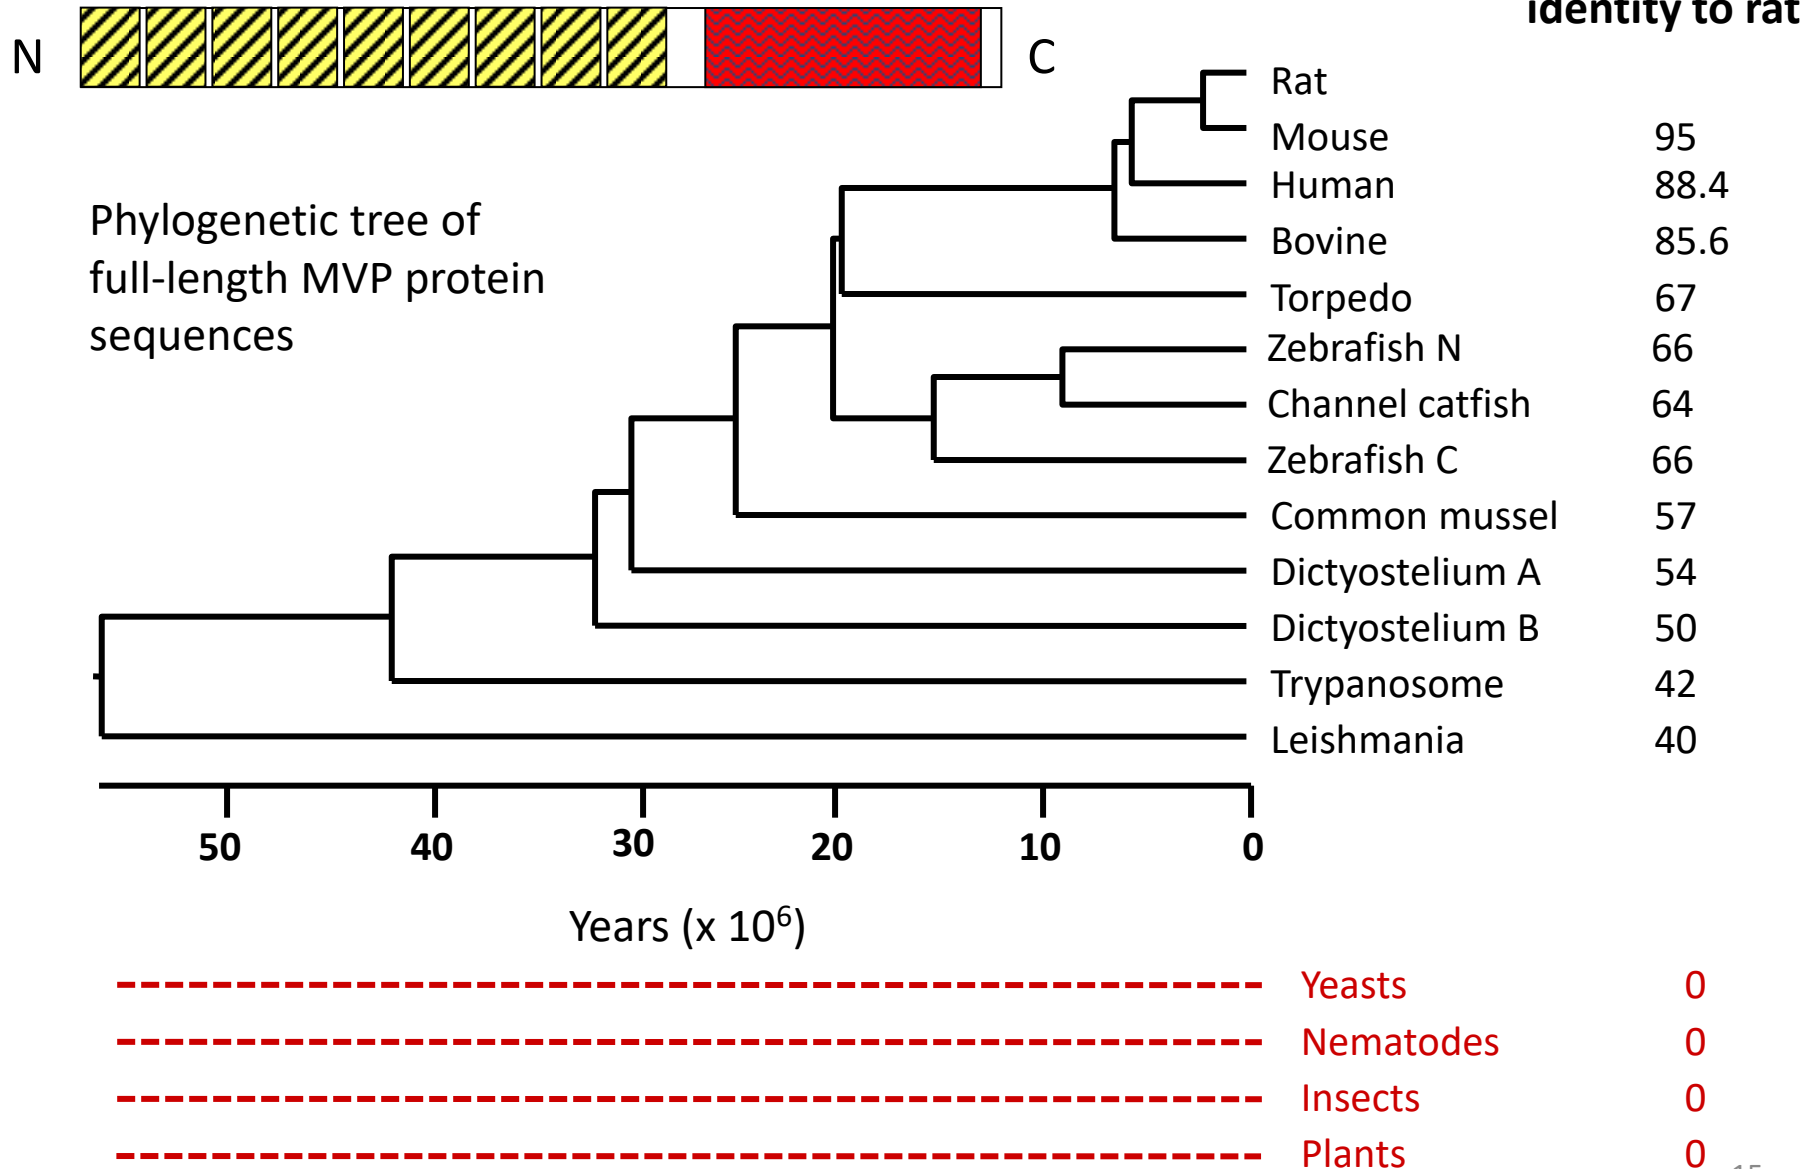 identity to rat
N
C
Rat
Mouse 95
Human 88.4
Bovine 85.6
Torpedo 67
Zebrafish N 66
Channel catfish 64
Zebrafish C 66
Common mussel 57
Dictyostelium A 54
Dictyostelium B 50
Trypanosome 42
Leishmania 40
Phylogenetic tree of
full-length MVP protein
sequences
50 40 30 20 10 0
Years (x 10⁶)
Yeasts 0
Nematodes 0
Insects 0
Plants 0